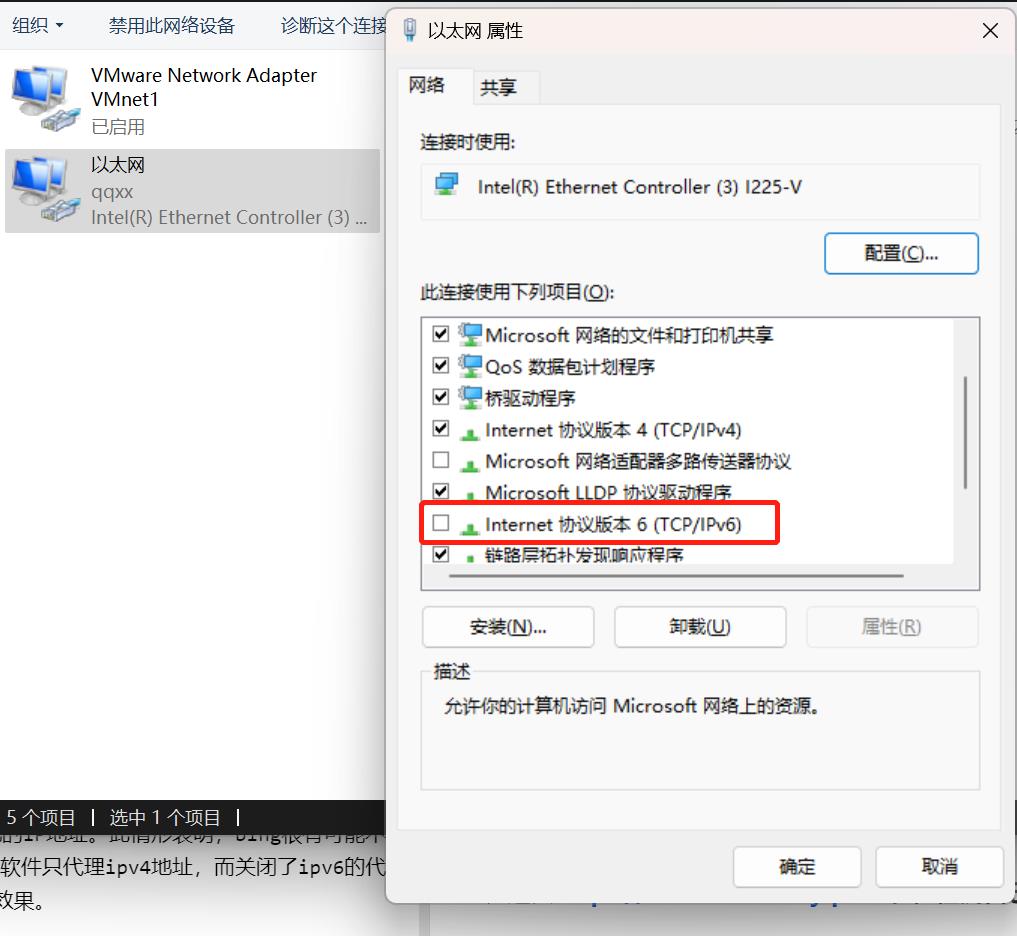 组织
禁用此网络设备
诊断这个连接
VMware Network Adapter
VMnet1
已启用
以太网
qqxx
Intel(R) Ethernet Controller (3) ...
以太网 属性
网络
共享
连接时使用:
Intel(R) Ethernet Controller (3) I225-V
配置(C)...
此连接使用下列项目(O):
Microsoft 网络的文件和打印机共享
QoS 数据包计划程序
桥驱动程序
Internet 协议版本 4 (TCP/IPv4)
Microsoft 网络适配器多路传送器协议
Microsoft LLDP 协议驱动程序
Internet 协议版本 6 (TCP/IPv6)
链路层拓扑发现响应程序
安装(N)...
卸载(U)
属性(R)
描述
允许你的计算机访问 Microsoft 网络上的资源。
确定
取消
5 个项目
选中 1 个项目
的IP地址。此情形表明，bing很有可能不
软件只代理ipv4地址，而关闭了ipv6的代
效果。